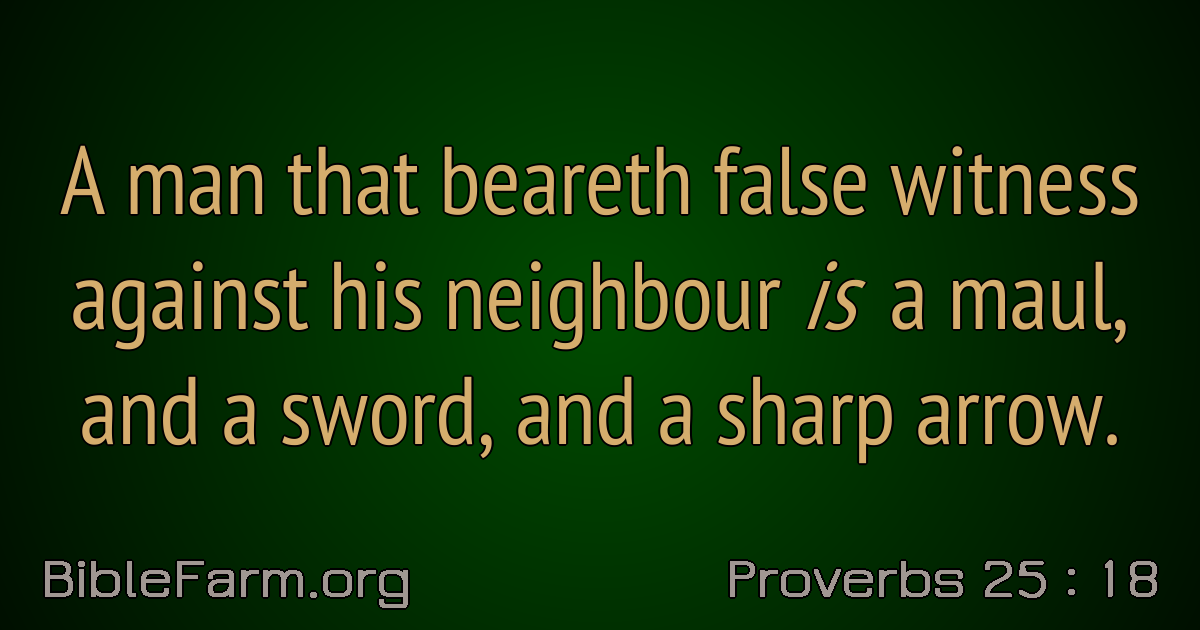 A man that beareth false witness
against his neighbour is a maul,
and a sword, and a sharp arrow.
BibleFarm.org
Proverbs 25 : 18